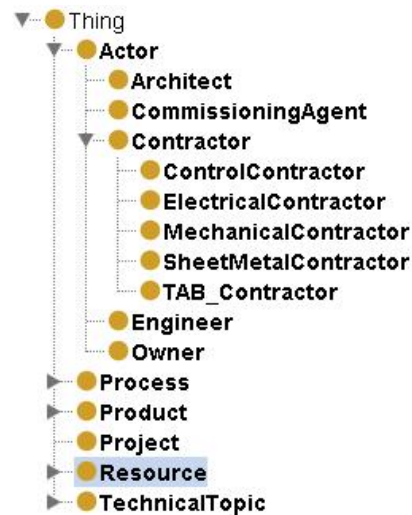 Thing
Actor
Architect
CommissioningAgent
Contractor
ControlContractor
ElectricalContractor
MechanicalContractor
SheetMetalContractor
TAB_Contractor
Engineer
Owner
Process
Product
Project
Resource
TechnicalTopic